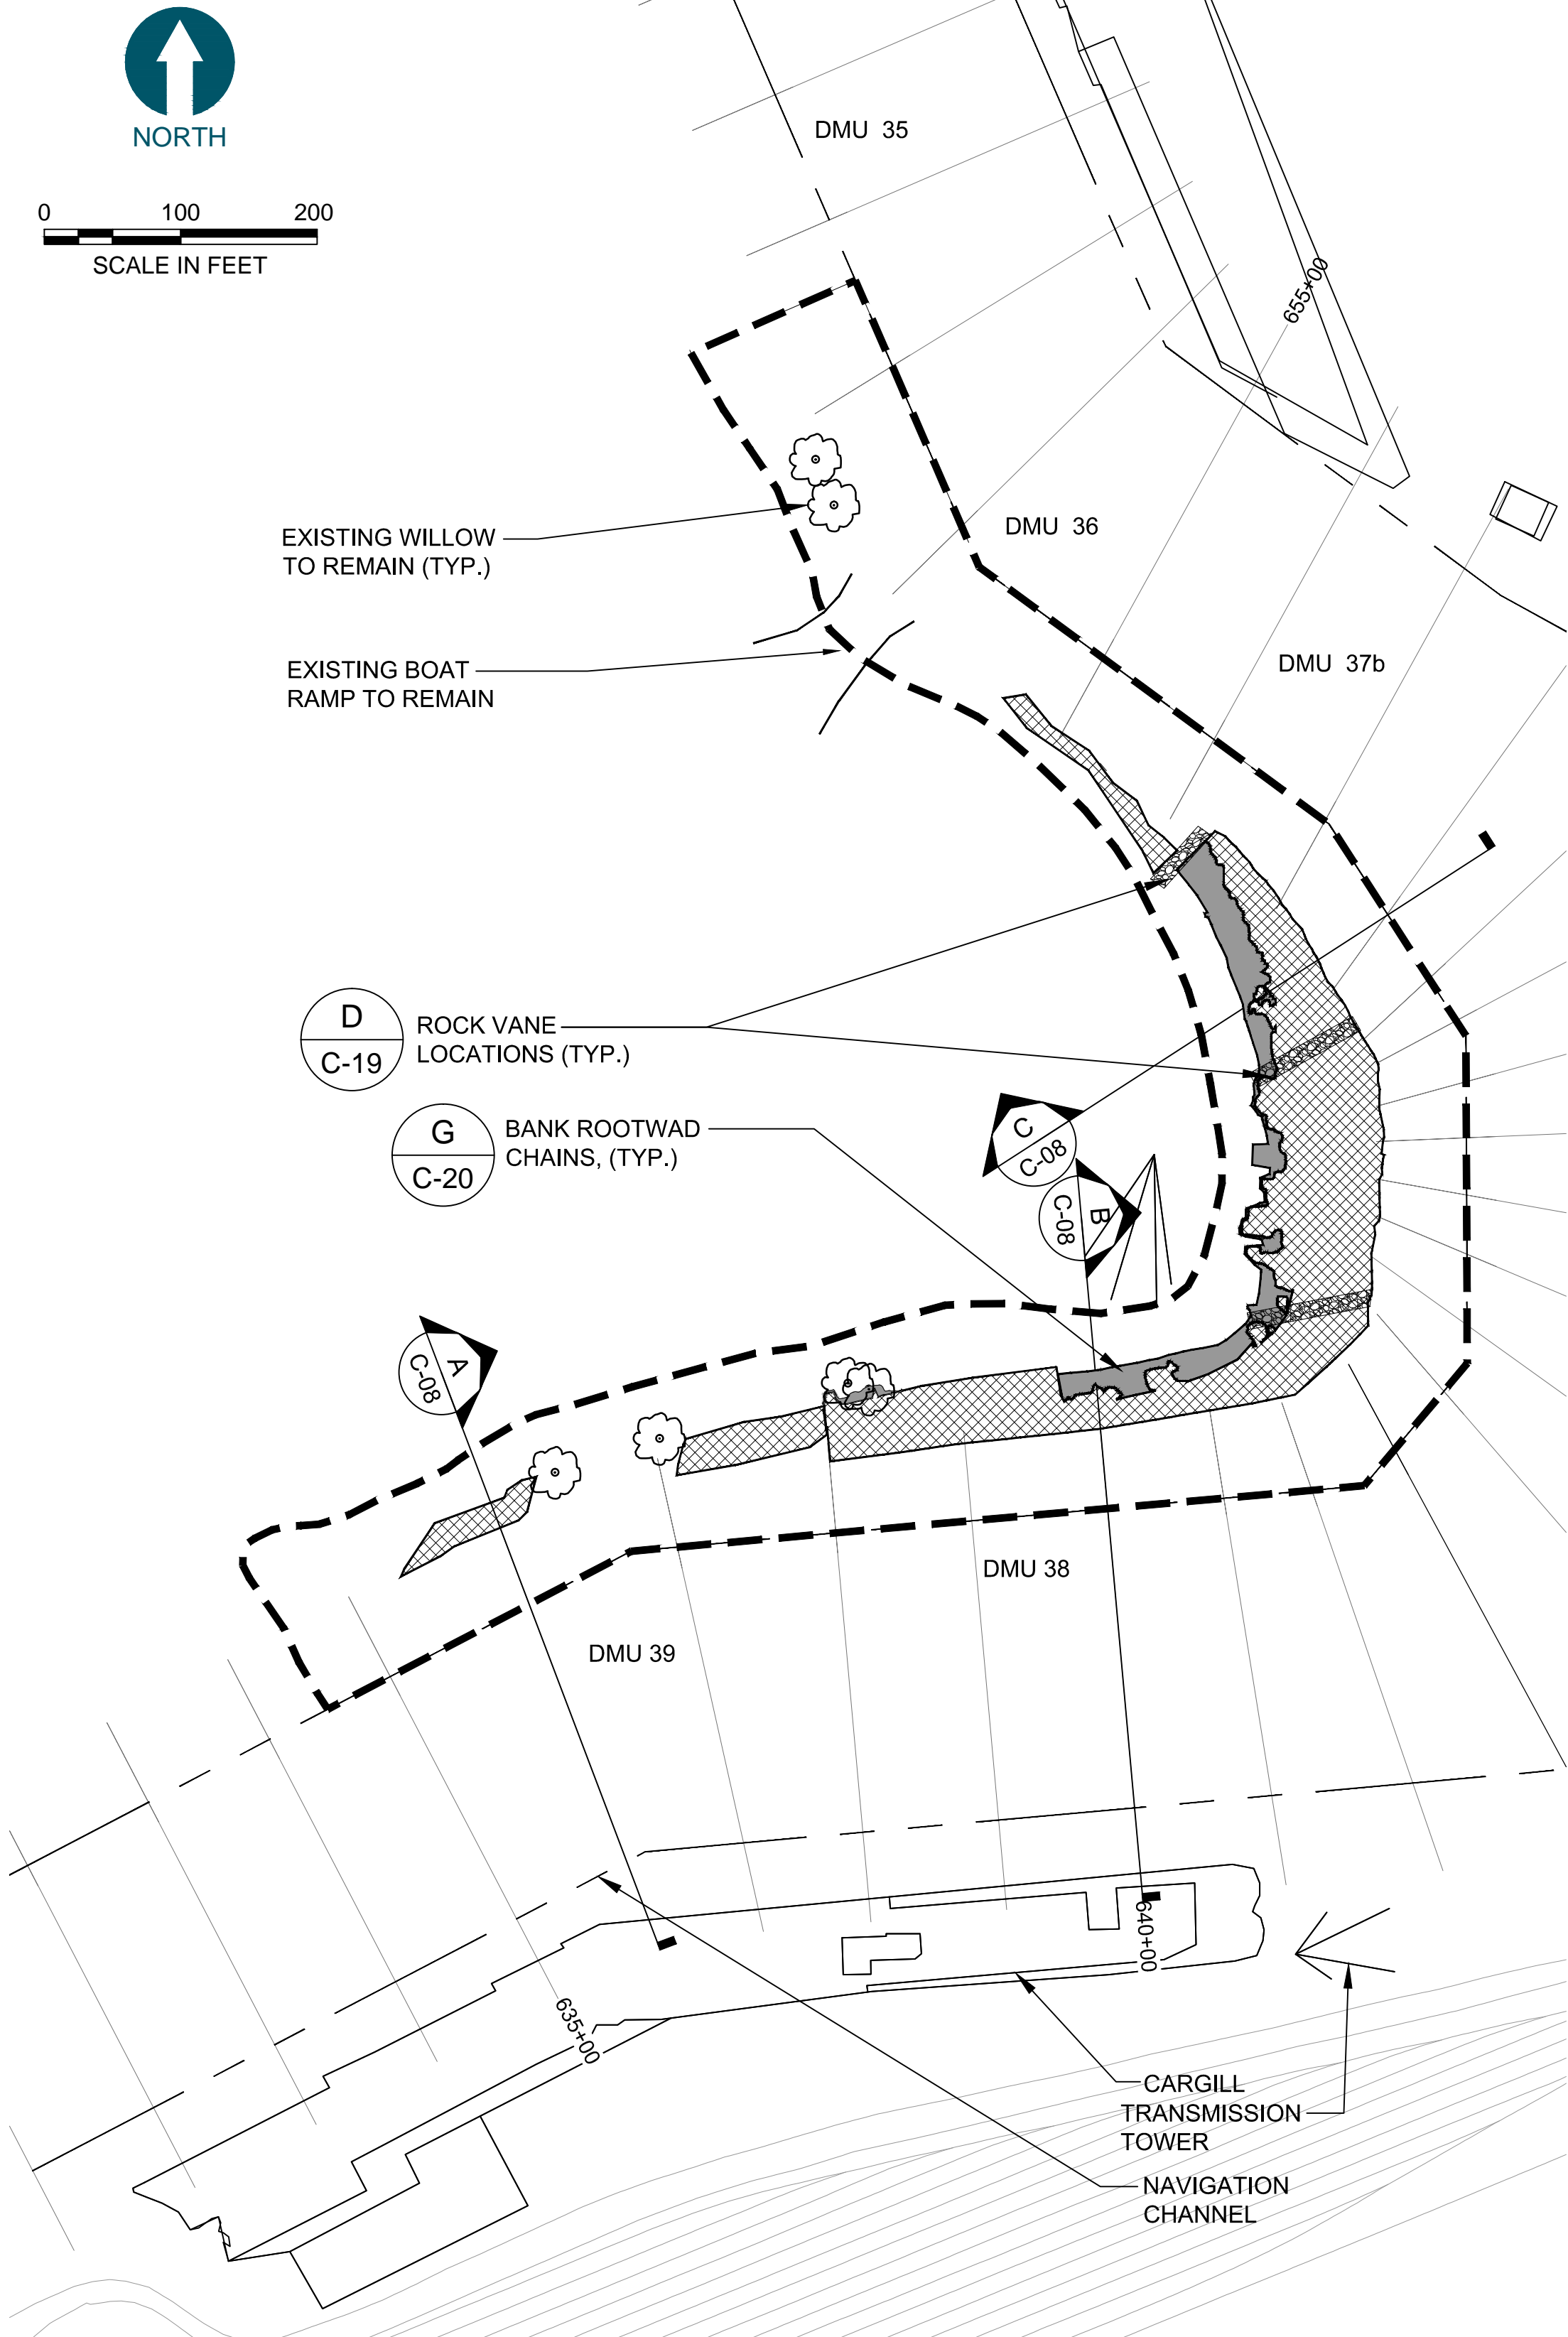 NORTH
0 100 200
SCALE IN FEET
DMU 35
655+00
EXISTING WILLOW
TO REMAIN (TYP.)
DMU 36
EXISTING BOAT
RAMP TO REMAIN
DMU 37b
D
C-19
ROCK VANE
LOCATIONS (TYP.)
G
C-20
BANK ROOTWAD
CHAINS, (TYP.)
C
C-08
B
C-08
A
C-08
DMU 38
DMU 39
640+00
635+00
CARGILL
TRANSMISSION
TOWER
NAVIGATION
CHANNEL